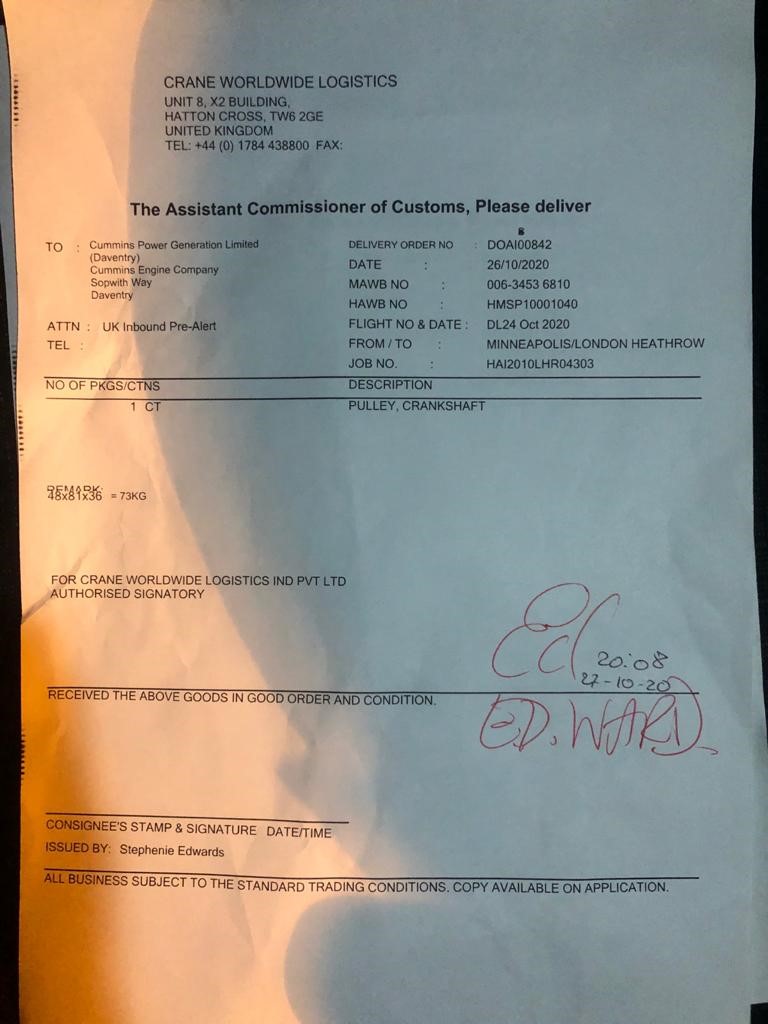 CRANE WORLDWIDE LOGISTICS
UNIT 8, X2 BUILDING,
HATTON CROSS, TW6 2GE
UNITED KINGDOM
TEL: +44 (0) 1784 438800 FAX:
The Assistant Commissioner of Customs, Please deliver
TO : Cummins Power Generation Limited
(Daventry)
Cummins Engine Company
Sopwith Way
Daventry
ATTN : UK Inbound Pre-Alert
TEL :
DELIVERY ORDER NO : DOAI00842
DATE : 26/10/2020
MAWB NO : 006-3453 6810
HAWB NO : HMSP10001040
FLIGHT NO & DATE : DL24 Oct 2020
FROM / TO : MINNEAPOLIS/LONDON HEATHROW
JOB NO. : HAI2010LHR04303
NO OF PKGS/CTNS DESCRIPTION
1 CT PULLEY, CRANKSHAFT
REMARK:
48x81x36 = 73KG
FOR CRANE WORLDWIDE LOGISTICS IND PVT LTD
AUTHORISED SIGNATORY
20:08
27-10-20
RECEIVED THE ABOVE GOODS IN GOOD ORDER AND CONDITION.
E.D. WARD
CONSIGNEE'S STAMP & SIGNATURE DATE/TIME
ISSUED BY: Stephenie Edwards
ALL BUSINESS SUBJECT TO THE STANDARD TRADING CONDITIONS. COPY AVAILABLE ON APPLICATION.